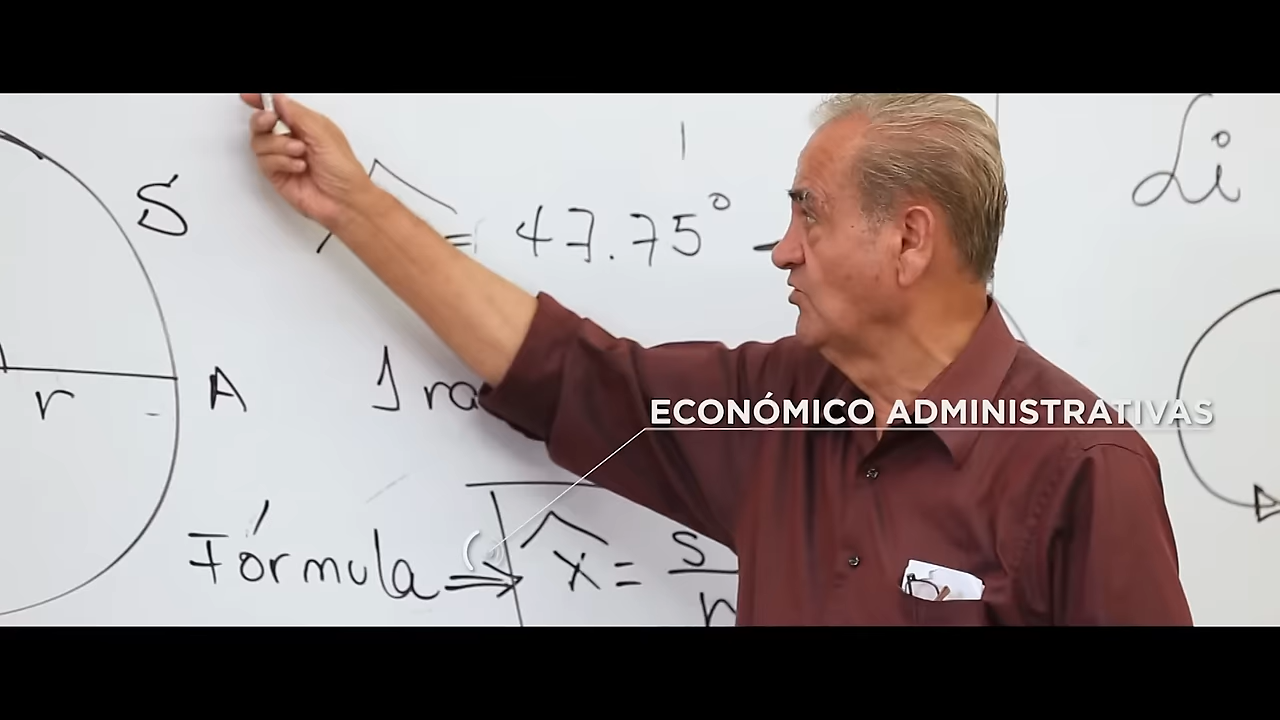 S
= 47.75°
Li
r
A
1 ra
ECONÓMICO ADMINISTRATIVAS
Fórmula ⇒ x = s
r